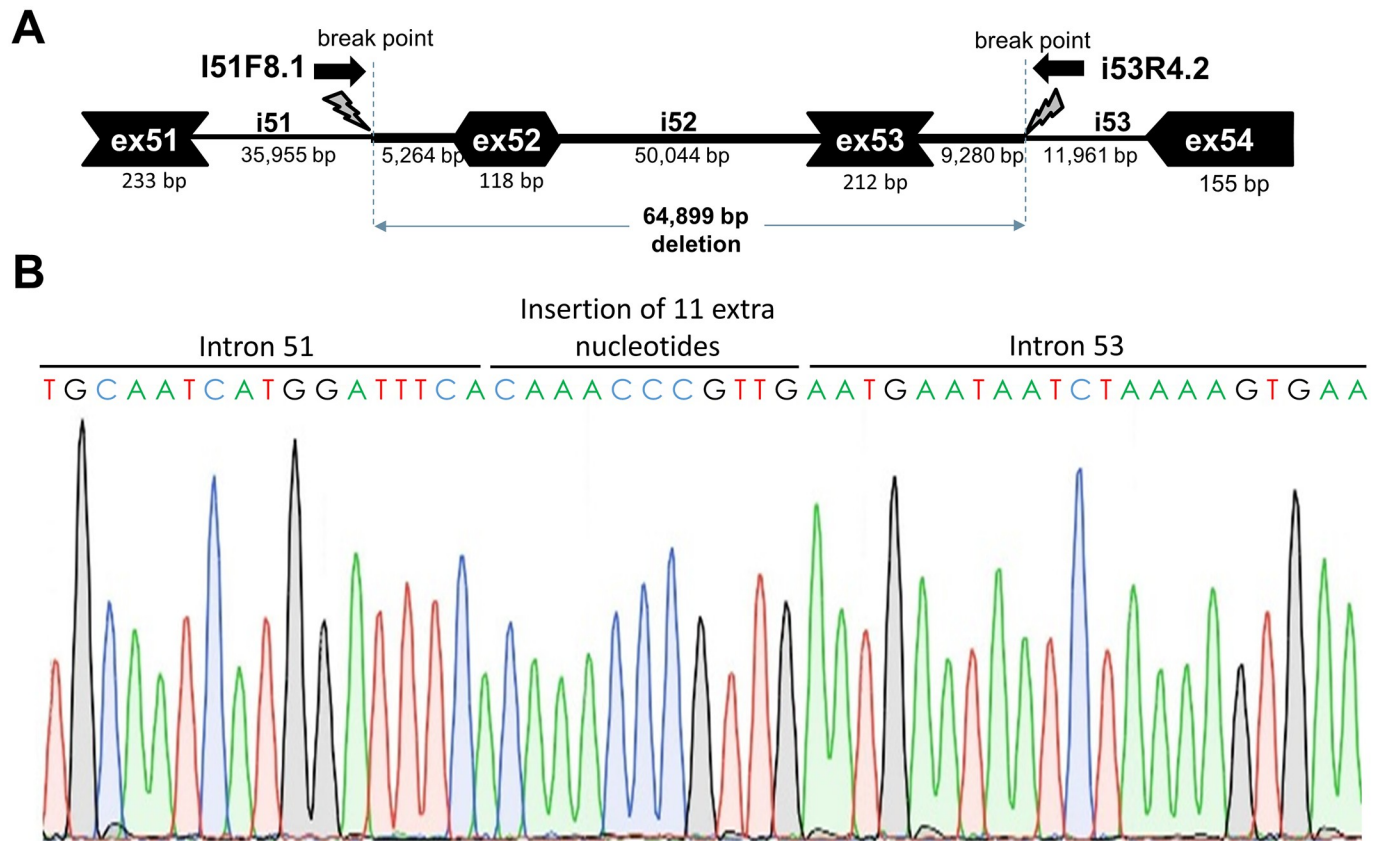 A
break point
I51F8.1
break point
i53R4.2
ex51
i51
ex52
i52
ex53
i53
ex54
35,955 bp
5,264 bp
50,044 bp
9,280 bp
11,961 bp
233 bp
118 bp
212 bp
155 bp
64,899 bp
deletion
B
Insertion of 11 extra
Intron 51
nucleotides
Intron 53
T G C A A T C A T G G A T T T C A C A A A C C C G T T G A A T G A A T A A T C T A A A A G T G A A